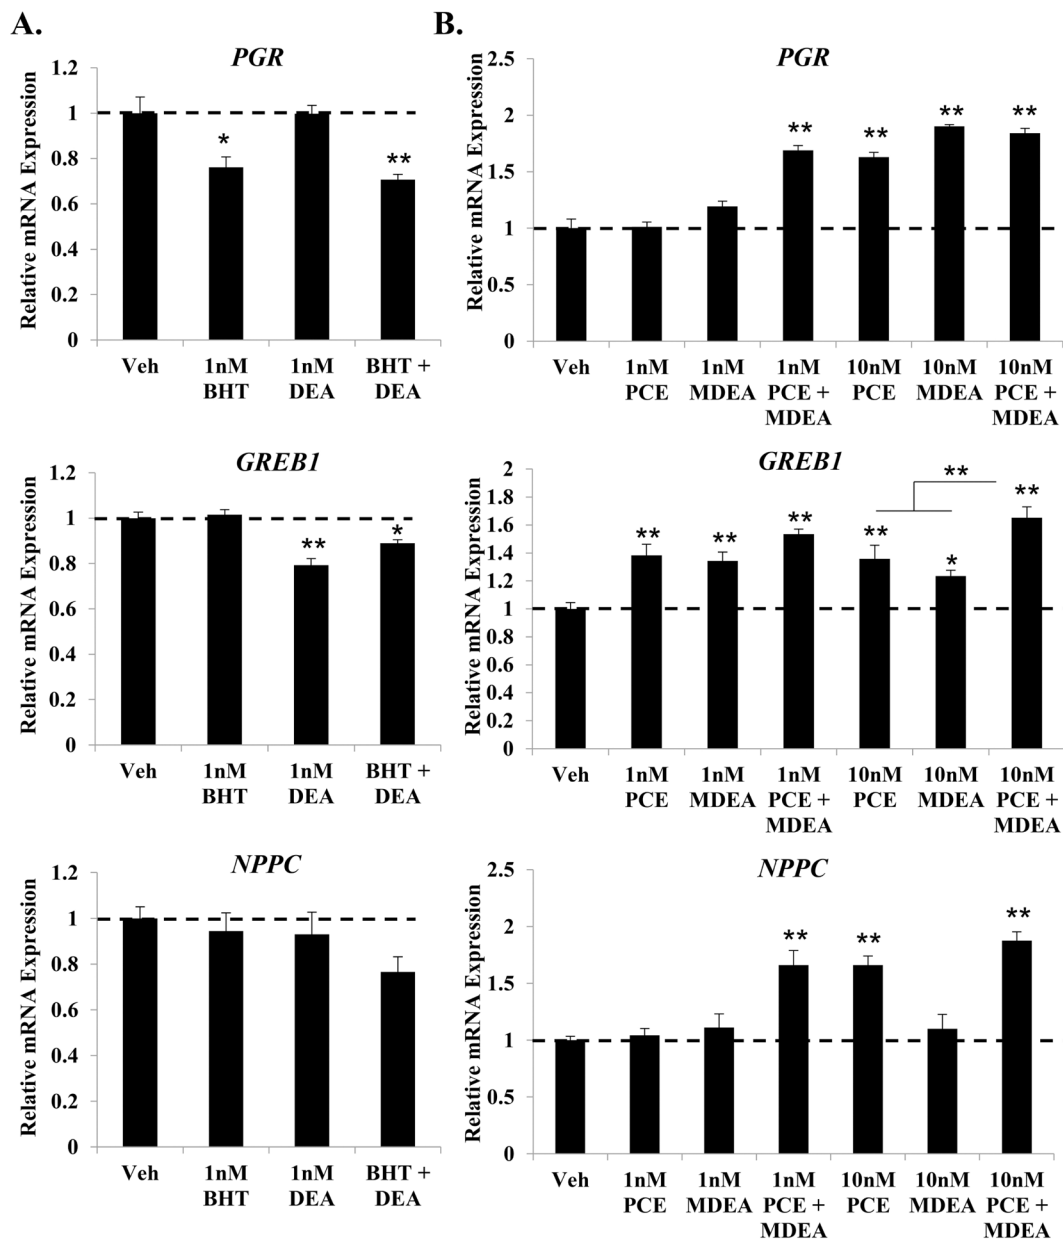 A.
PGR
Relative mRNA Expression
1.2
1
0.8
0.6
0.4
0.2
0
*
**
Veh
1nM
BHT
1nM
DEA
BHT +
DEA
GREB1
Relative mRNA Expression
1.2
1
0.8
0.6
0.4
0.2
0
**
*
Veh
1nM
BHT
1nM
DEA
BHT +
DEA
NPPC
Relative mRNA Expression
1.2
1
0.8
0.6
0.4
0.2
0
Veh
1nM
BHT
1nM
DEA
BHT +
DEA
B.
PGR
Relative mRNA Expression
2.5
2
1.5
1
0.5
0
**
**
**
**
Veh
1nM
PCE
1nM
MDEA
1nM
PCE +
MDEA
10nM
PCE
10nM
MDEA
10nM
PCE +
MDEA
GREB1
Relative mRNA Expression
2
1.8
1.6
1.4
1.2
1
0.8
0.6
0.4
0.2
0
**
**
**
**
*
**
**
Veh
1nM
PCE
1nM
MDEA
1nM
PCE +
MDEA
10nM
PCE
10nM
MDEA
10nM
PCE +
MDEA
NPPC
Relative mRNA Expression
2.5
2
1.5
1
0.5
0
**
**
**
Veh
1nM
PCE
1nM
MDEA
1nM
PCE +
MDEA
10nM
PCE
10nM
MDEA
10nM
PCE +
MDEA